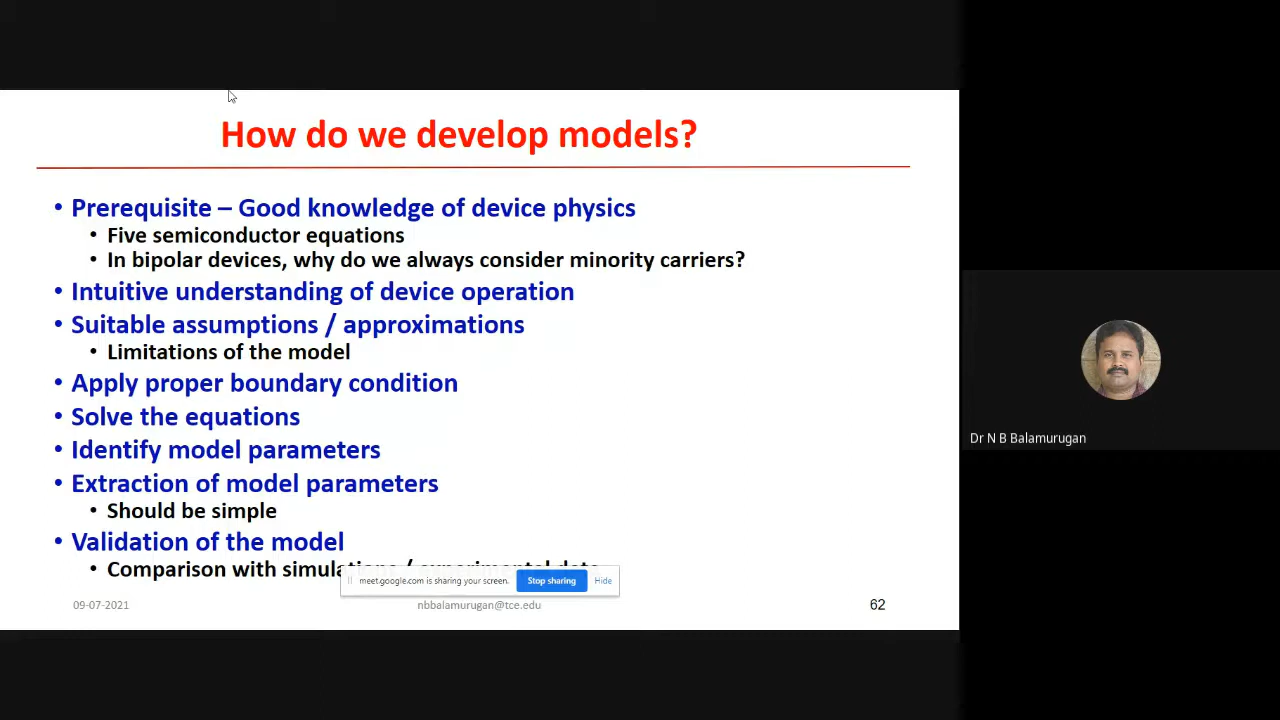 How do we develop models?
• Prerequisite – Good knowledge of device physics
• Five semiconductor equations
• In bipolar devices, why do we always consider minority carriers?
• Intuitive understanding of device operation
• Suitable assumptions / approximations
• Limitations of the model
• Apply proper boundary condition
• Solve the equations
• Identify model parameters
• Extraction of model parameters
• Should be simple
• Validation of the model
• Comparison with simulations / experimental data
meet.google.com is sharing your screen. Stop sharing Hide
09-07-2021 nbbalamurugan@tce.edu 62
Dr N B Balamurugan